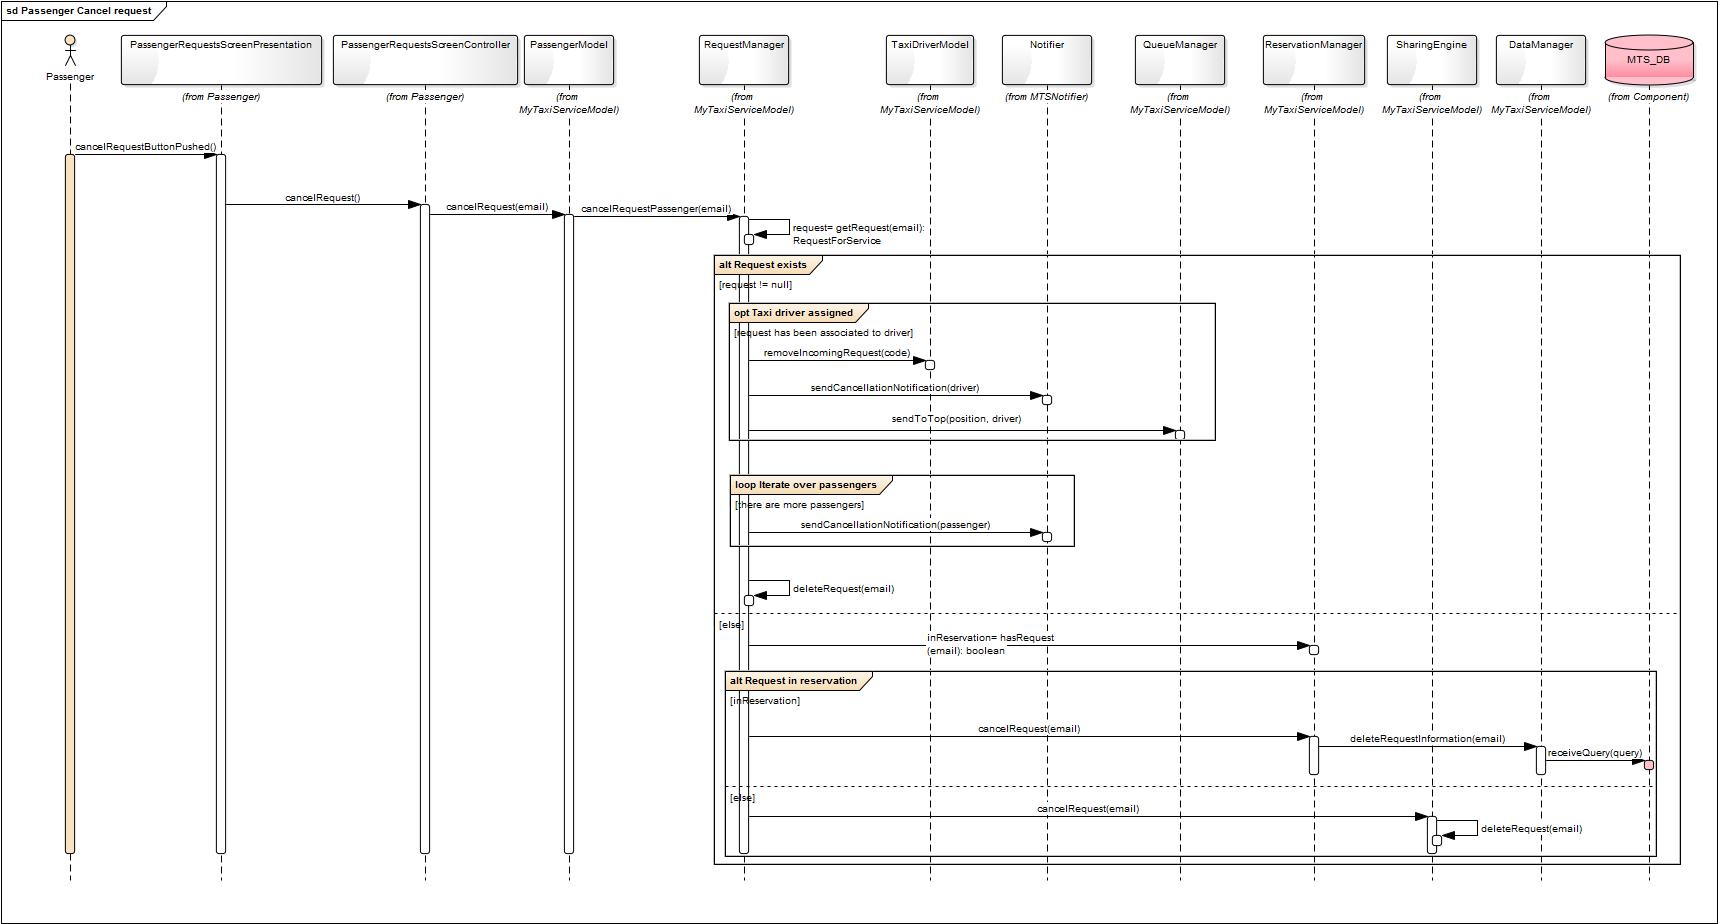 sd Passenger Cancel request
Passenger
PassengerRequestsScreenPresentation
(from Passenger)
PassengerRequestsScreenController
(from Passenger)
PassengerModel
(from
MyTaxiServiceModel)
RequestManager
(from
MyTaxiServiceModel)
TaxiDriverModel
(from
MyTaxiServiceModel)
Notifier
(from MTSNotifier)
QueueManager
(from
MyTaxiServiceModel)
ReservationManager
(from
MyTaxiServiceModel)
SharingEngine
(from
MyTaxiServiceModel)
DataManager
(from
MyTaxiServiceModel)
MTS_DB
(from Component)
cancelRequestButtonPushed()
cancelRequest()
cancelRequest(email)
cancelRequestPassenger(email)
request= getRequest(email):
RequestForService
alt Request exists
[request != null]
opt Taxi driver assigned
[request has been associated to driver]
removeIncomingRequest(code)
sendCancellationNotification(driver)
sendToTop(position, driver)
loop Iterate over passengers
[there are more passengers]
sendCancellationNotification(passenger)
deleteRequest(email)
[else]
inReservation= hasRequest
(email): boolean
alt Request in reservation
[inReservation]
cancelRequest(email)
deleteRequestInformation(email)
receiveQuery(query)
[else]
cancelRequest(email)
deleteRequest(email)